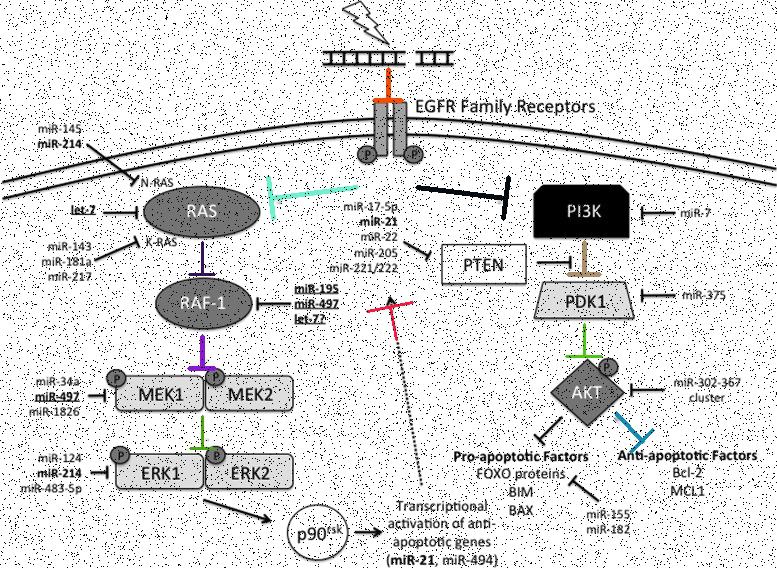 EGFR Family Receptors
P
P
miR-145
miR-214
N-RAS
let-7
RAS
K-RAS
miR-143
miR-181a
miR-217
miR-17-5p
miR-21
miR-22
miR-205
miR-221/222
PTEN
PI3K
miR-7
PDK1
miR-375
RAF-1
miR-195
miR-497
let-7?
miR-34a
miR-497
miR-1826
P
MEK1
P
MEK2
P
AKT
miR-302-367
cluster
miR-124
miR-214
miR-483-5p
P
ERK1
P
ERK2
Pro-apoptotic Factors
FOXO proteins
BIM
BAX
Anti-apoptotic Factors
Bcl-2
MCL1
miR-155
miR-182
p90rsk
Transcriptional
activation of anti-
apoptotic genes
(miR-21, miR-494)